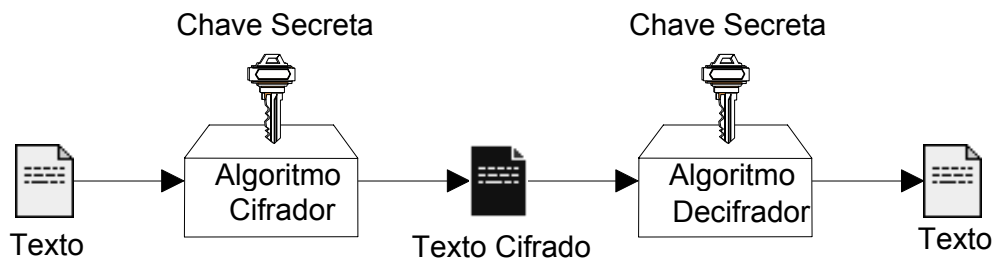 Chave Secreta
Chave Secreta
Algoritmo
Cifrador
Algoritmo
Decifrador
Texto
Texto Cifrado
Texto